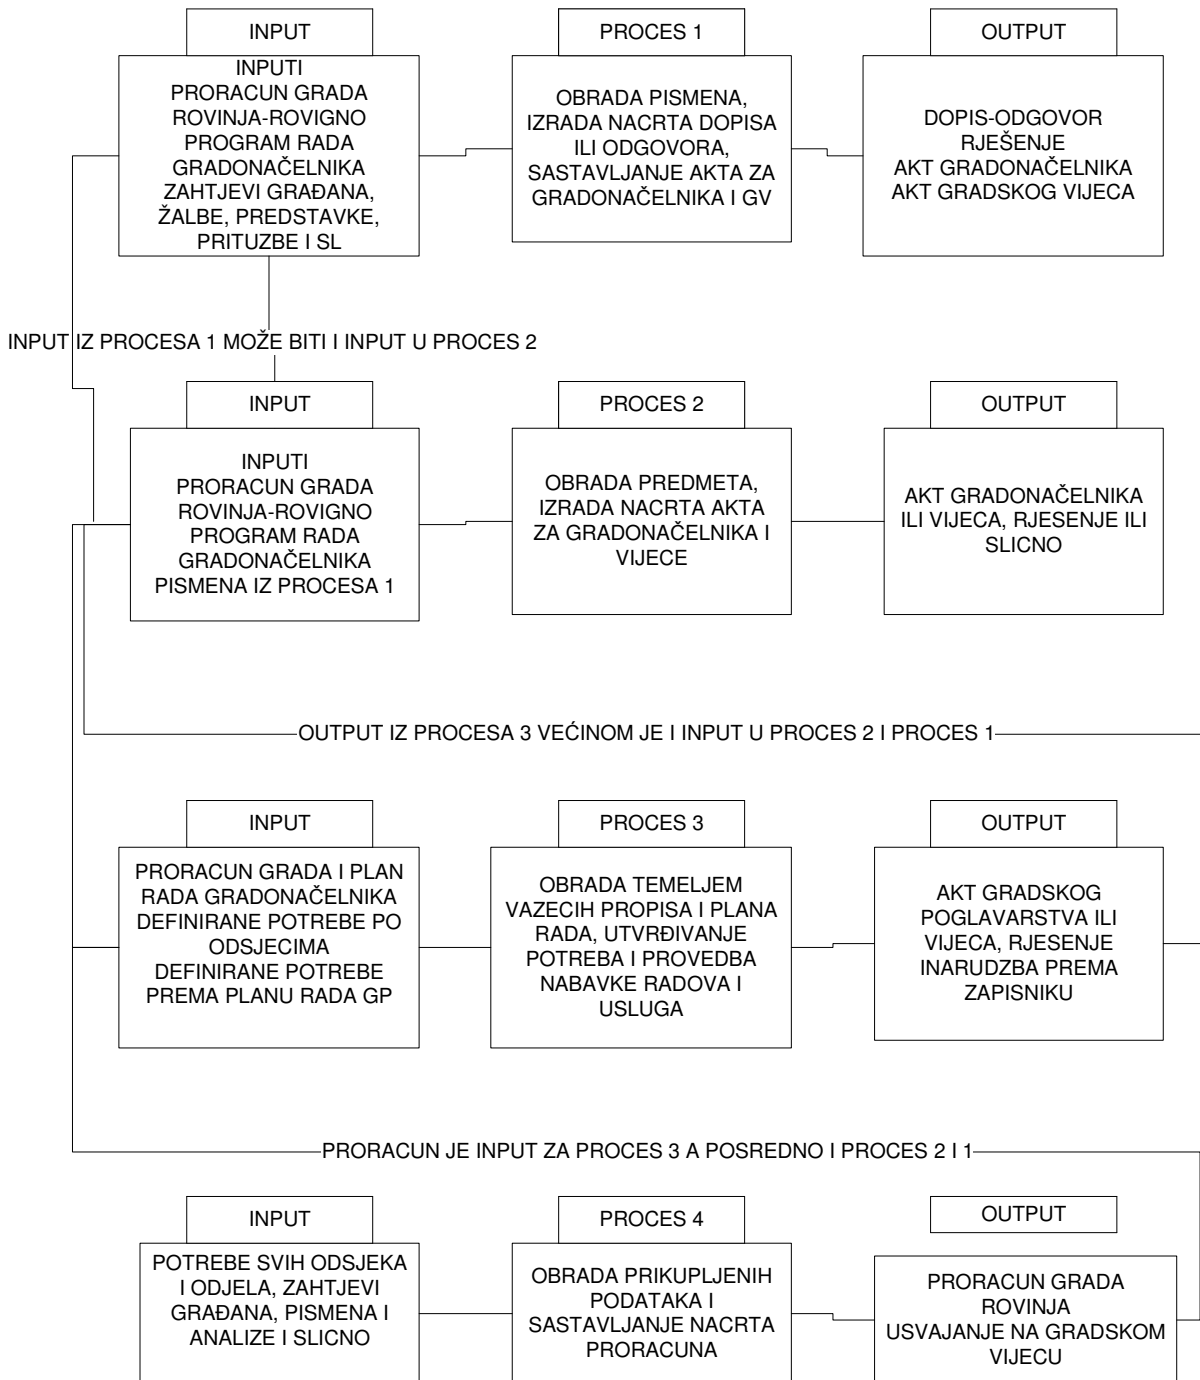 INPUT
PROCES 1
OUTPUT
INPUTI
PRORACUN GRADA
ROVINJA-ROVIGNO
PROGRAM RADA
GRADONAČELNIKA
ZAHTJEVI GRAĐANA,
ŽALBE, PREDSTAVKE,
PRITUZBE I SL
OBRADA PISMENA,
IZRADA NACRTA DOPISA
ILI ODGOVORA,
SASTAVLJANJE AKTA ZA
GRADONAČELNIKA I GV
DOPIS-ODGOVOR
RJEŠENJE
AKT GRADONAČELNIKA
AKT GRADSKOG VIJECA
INPUT IZ PROCESA 1 MOŽE BITI I INPUT U PROCES 2
INPUT
PROCES 2
OUTPUT
INPUTI
PRORACUN GRADA
ROVINJA-ROVIGNO
PROGRAM RADA
GRADONAČELNIKA
PISMENA IZ PROCESA 1
OBRADA PREDMETA,
IZRADA NACRTA AKTA
ZA GRADONAČELNIKA I
VIJECE
AKT GRADONAČELNIKA
ILI VIJECA, RJESENJE ILI
SLICNO
OUTPUT IZ PROCESA 3 VEĆINOM JE I INPUT U PROCES 2 I PROCES 1
INPUT
PROCES 3
OUTPUT
PRORACUN GRADA I PLAN
RADA GRADONAČELNIKA
DEFINIRANE POTREBE PO
ODSJECIMA
DEFINIRANE POTREBE
PREMA PLANU RADA GP
OBRADA TEMELJEM
VAZECIH PROPISA I PLANA
RADA, UTVRĐIVANJE
POTREBA I PROVEDBA
NABAVKE RADOVA I
USLUGA
AKT GRADSKOG
POGLAVARSTVA ILI
VIJECA, RJESENJE
INARUDZBA PREMA
ZAPISNIKU
PRORACUN JE INPUT ZA PROCES 3 A POSREDNO I PROCES 2 I 1
INPUT
PROCES 4
OUTPUT
POTREBE SVIH ODSJEKA
I ODJELA, ZAHTJEVI
GRAĐANA, PISMENA I
ANALIZE I SLICNO
OBRADA PRIKUPLJENIH
PODATAKA I
SASTAVLJANJE NACRTA
PRORACUNA
PRORACUN GRADA
ROVINJA
USVAJANJE NA GRADSKOM
VIJECU